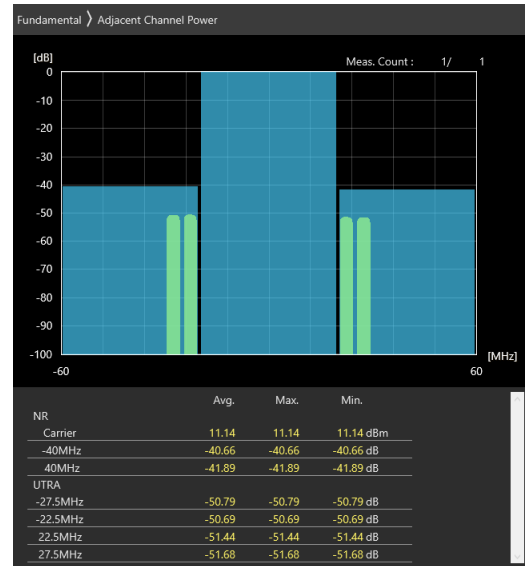 Fundamental 〉 Adjacent Channel Power
[dB]
Meas. Count : 1/ 1
0
-10
-20
-30
-40
-50
-60
-70
-80
-90
-100
[MHz]
-60 60
Avg. Max. Min.
NR
Carrier 11.14 11.14 11.14 dBm
-40MHz -40.66 -40.66 -40.66 dB
40MHz -41.89 -41.89 -41.89 dB
UTRA
-27.5MHz -50.79 -50.79 -50.79 dB
-22.5MHz -50.69 -50.69 -50.69 dB
22.5MHz -51.44 -51.44 -51.44 dB
27.5MHz -51.68 -51.68 -51.68 dB